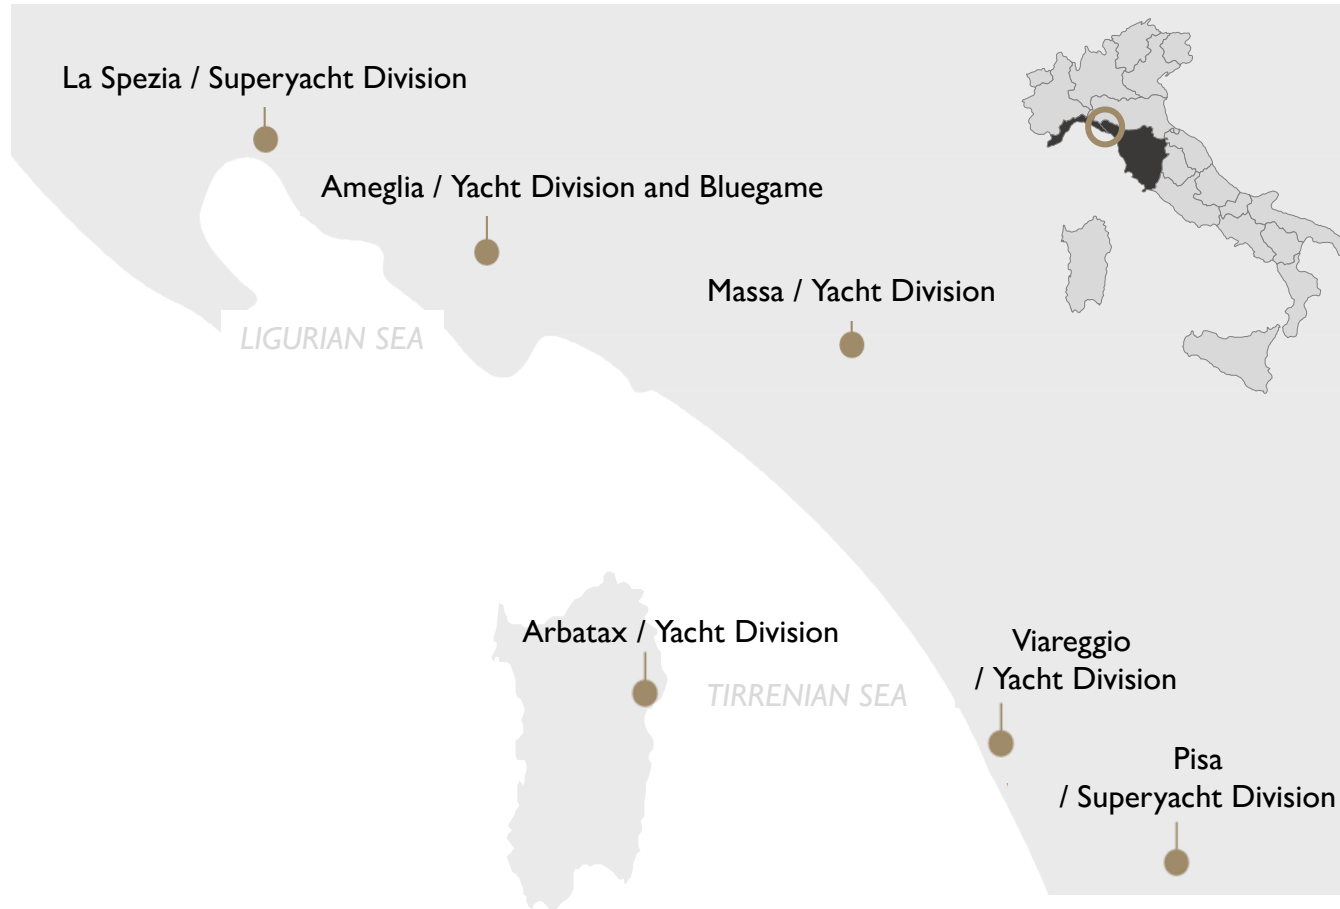 La Spezia / Superyacht Division
Ameglia / Yacht Division and Bluegame
Massa / Yacht Division
LIGURIAN SEA
Arbatax / Yacht Division
Viareggio
/ Yacht Division
TIRRENIAN SEA
Pisa
/ Superyacht Division